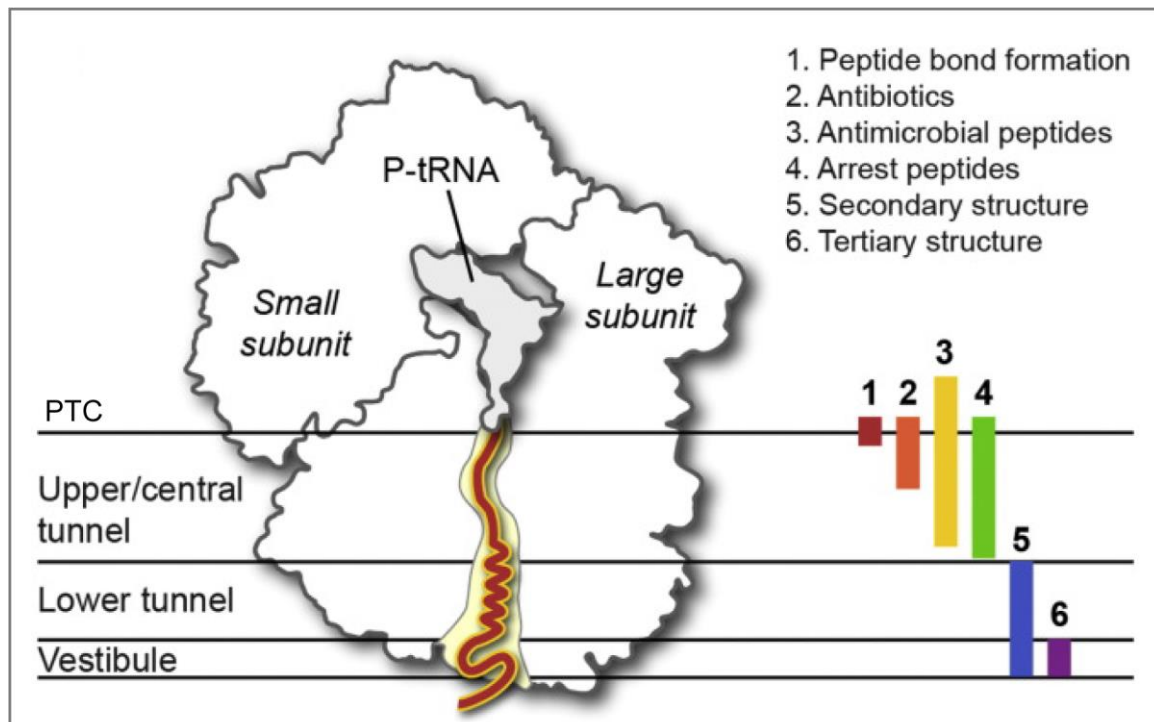 1. Peptide bond formation
2. Antibiotics
3. Antimicrobial peptides
4. Arrest peptides
5. Secondary structure
6. Tertiary structure
P-tRNA
Small
subunit
Large
subunit
PTC
Upper/central
tunnel
Lower tunnel
Vestibule
1
2
3
4
5
6